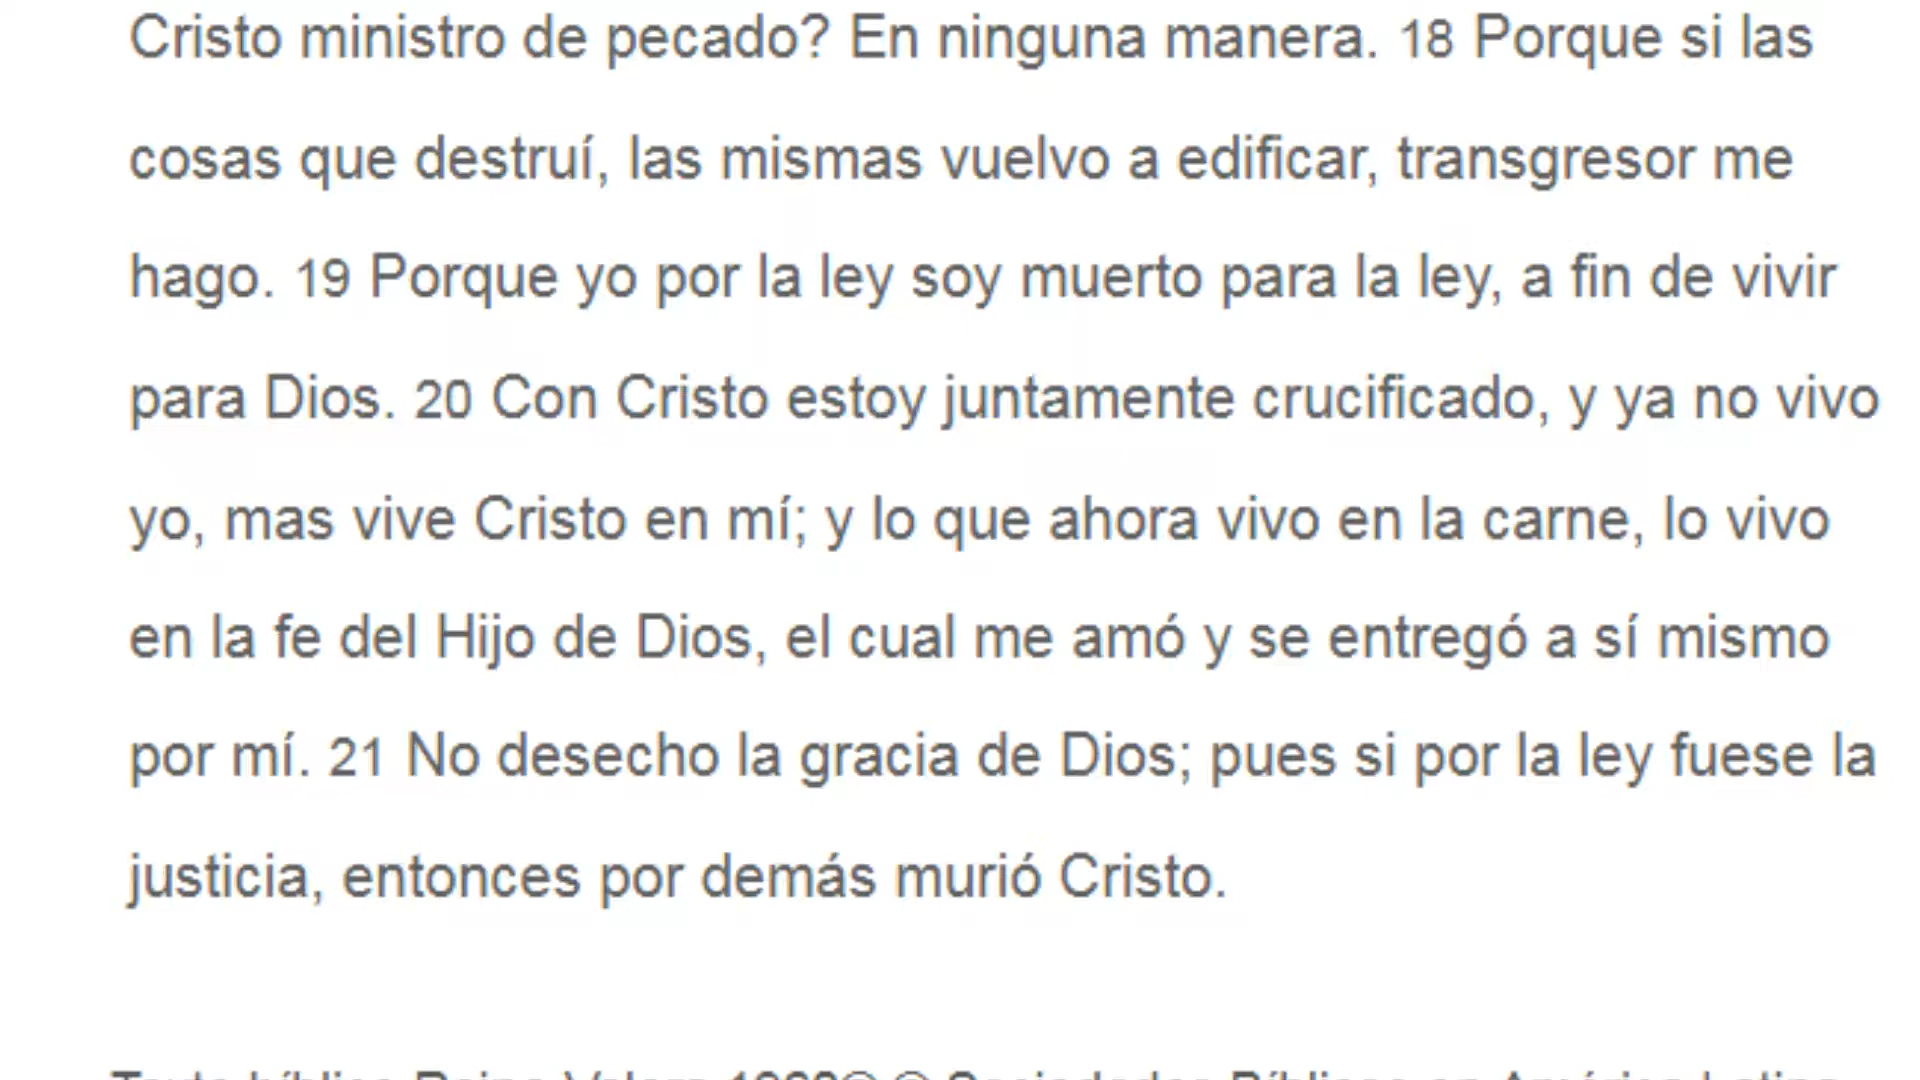 Cristo ministro de pecado? En ninguna manera. 18 Porque si las
cosas que destruí, las mismas vuelvo a edificar, transgresor me
hago. 19 Porque yo por la ley soy muerto para la ley, a fin de vivir
para Dios. 20 Con Cristo estoy juntamente crucificado, y ya no vivo
yo, mas vive Cristo en mí; y lo que ahora vivo en la carne, lo vivo
en la fe del Hijo de Dios, el cual me amó y se entregó a sí mismo
por mí. 21 No desecho la gracia de Dios; pues si por la ley fuese la
justicia, entonces por demás murió Cristo.